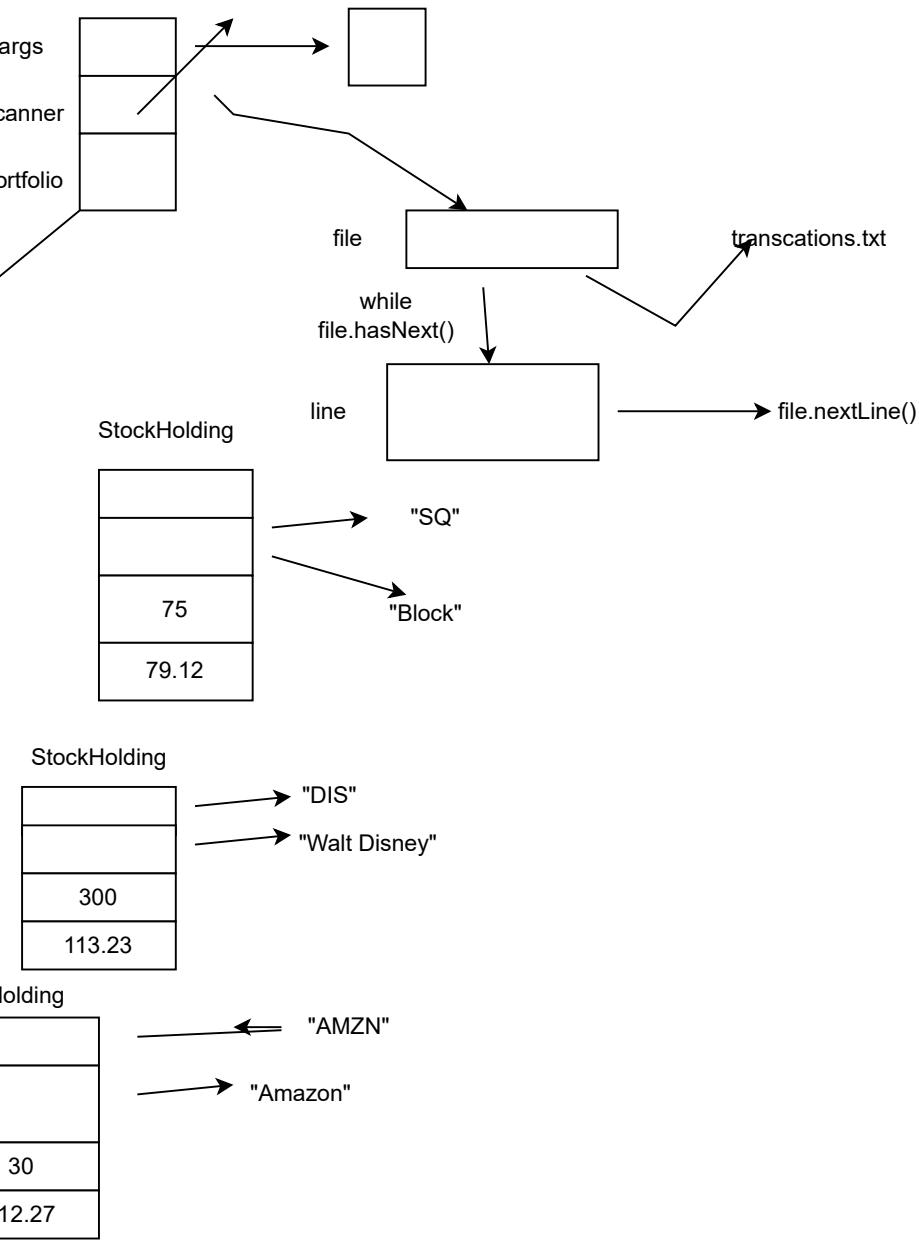 args
canner
ortfolio
file
transcations.txt
while
file.hasNext()
line
file.nextLine()
StockHolding
"SQ"
"Block"
75
79.12
StockHolding
"DIS"
"Walt Disney"
300
113.23
Holding
"AMZN"
"Amazon"
30
12.27